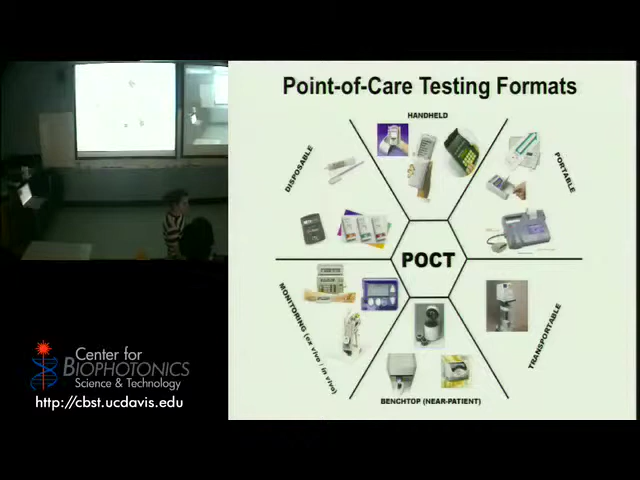 Point-of-Care Testing Formats
HANDHELD
DISPOSABLE
PORTABLE
POCT
MONITORING (ex vivo / in vivo)
TRANSPORTABLE
BENCHTOP (NEAR-PATIENT)
Center for
BIOPHOTONICS
Science & Technology
http://cbst.ucdavis.edu